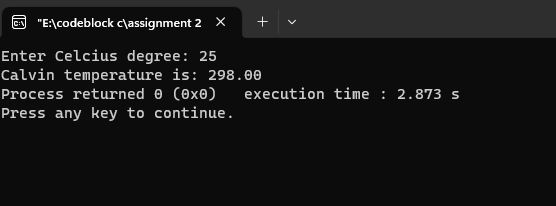 "E:\codeblock c\assignment 2
Enter Celcius degree: 25
Calvin temperature is: 298.00
Process returned 0 (0x0)   execution time : 2.873 s
Press any key to continue.